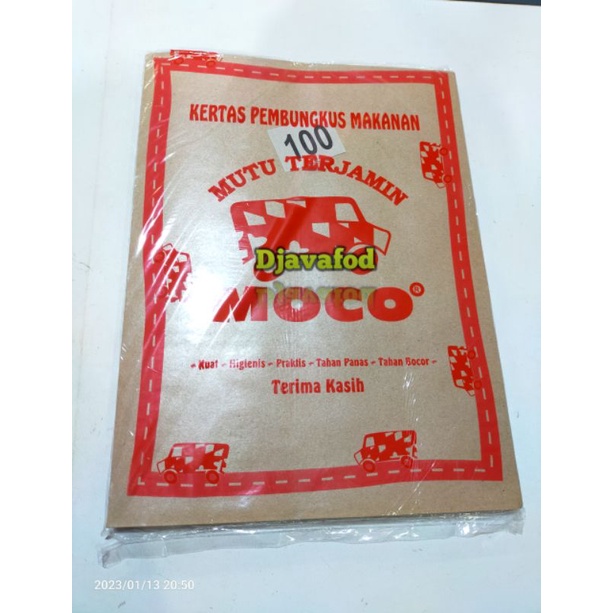 KERTAS PEMBUNGKUS MAKANAN
100
MUTU TERJAMIN
Djavafod
MOCO®
- Kuat - Higienis - Praktis - Tahan Panas - Tahan Bocor -
Terima Kasih
2023/01/13 20:50